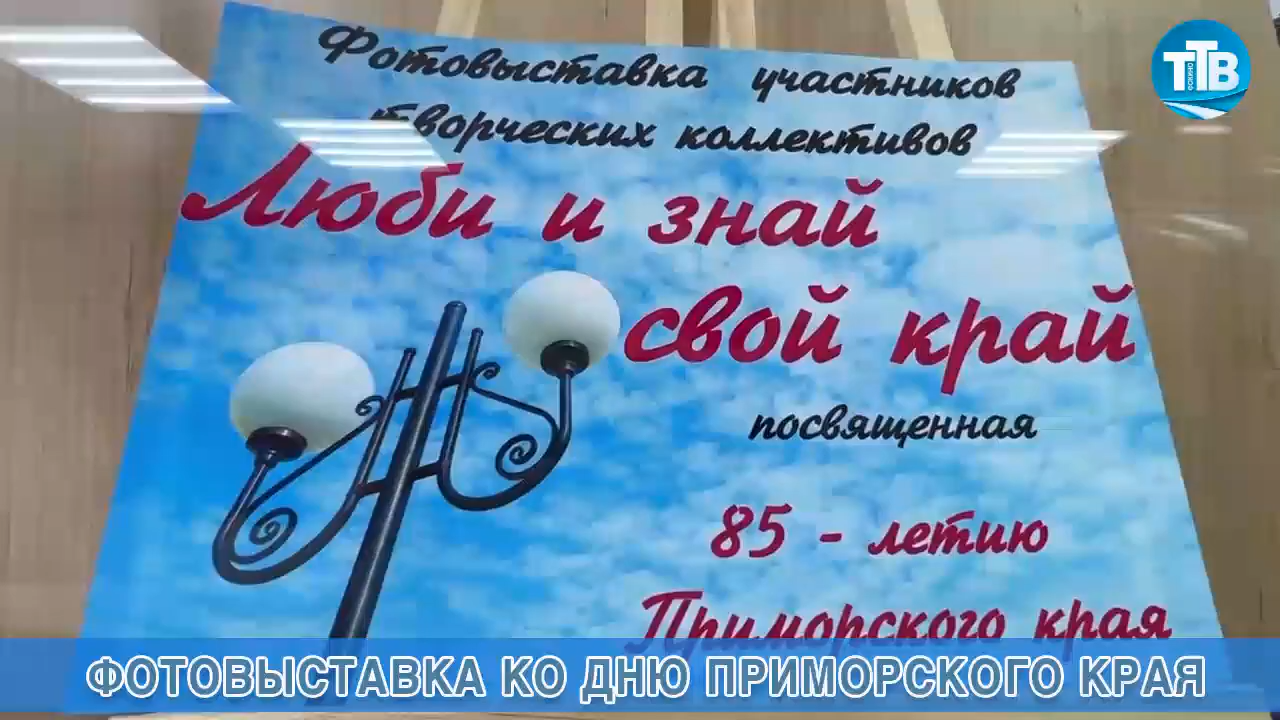 Фотовыставка участников
творческих коллективов
Люби и знай
свой край
посвященная
85 - летию
Приморского края
ФОТОВЫСТАВКА КО ДНЮ ПРИМОРСКОГО КРАЯ
ТТВ